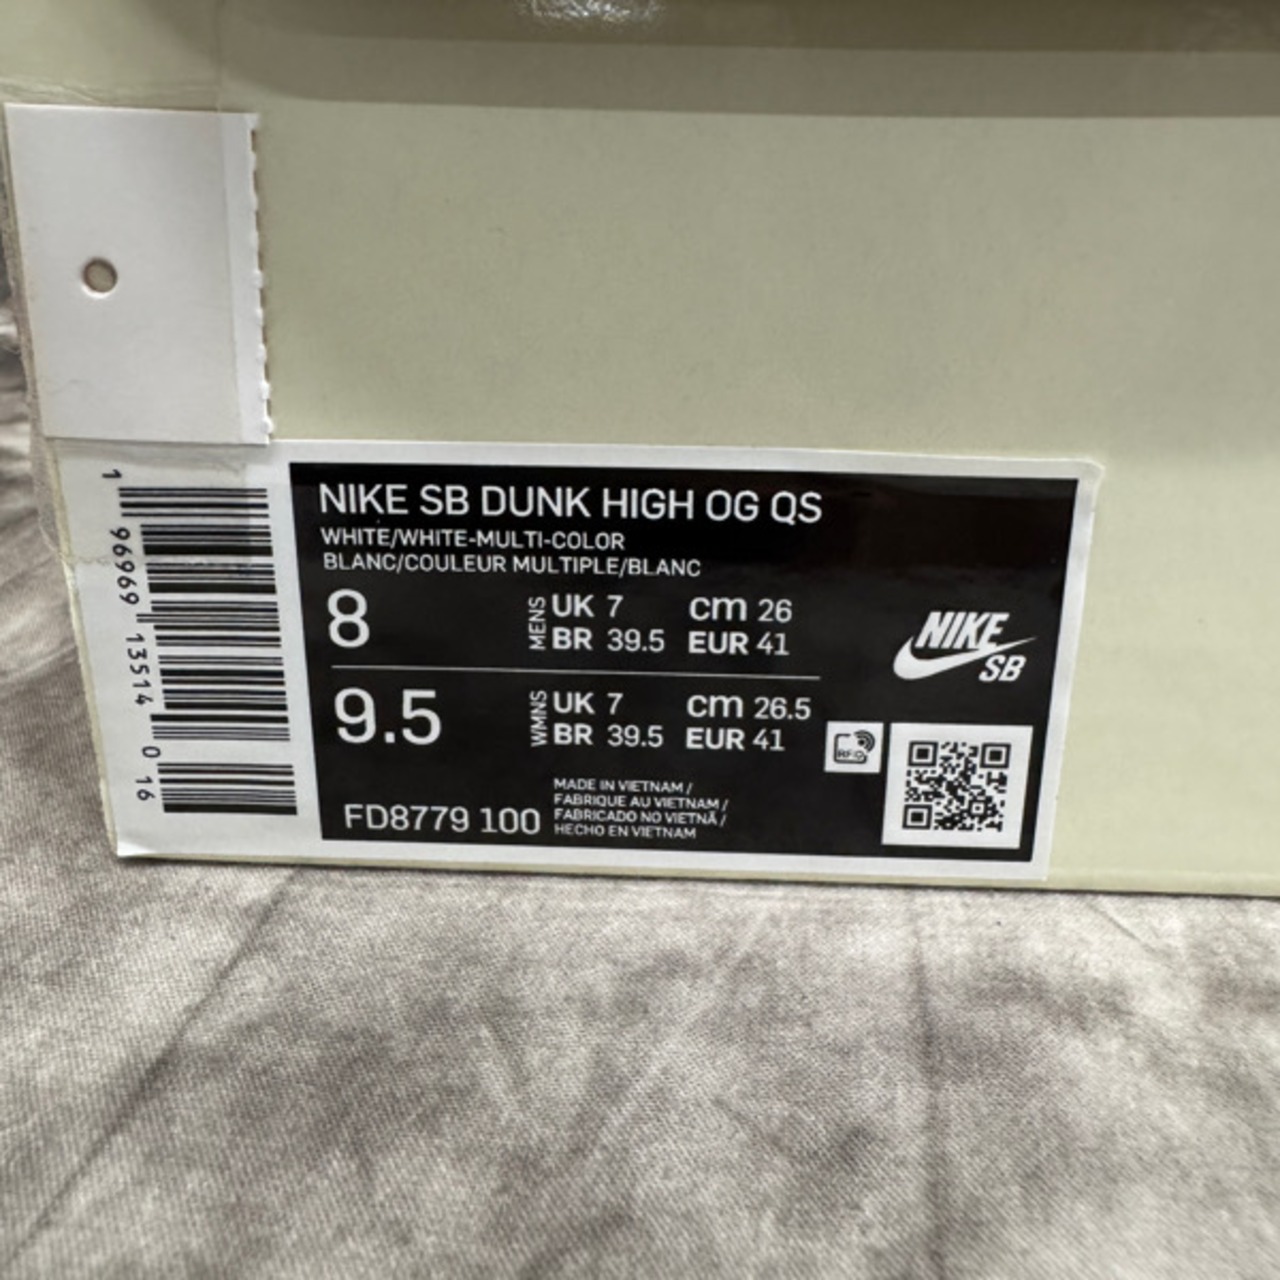 NIKE SB DUNK HIGH OG QS
WHITE/WHITE-MULTI-COLOR
BLANC/COULEUR MULTIPLE/BLANC
8
MENS
UK 7 cm 26
BR 39.5 EUR 41
9.5
WMNS
UK 7 cm 26.5
BR 39.5 EUR 41
NIKE
SB
RFID
FD8779 100
MADE IN VIETNAM /
FABRIQUE AU VIETNAM /
FABRICADO NO VIETNÃ /
HECHO EN VIETNAM
1 96969 13514 0 16